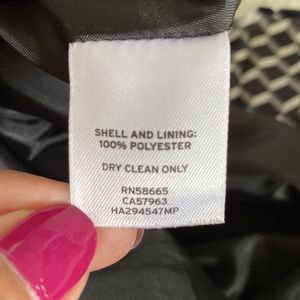 SHELL AND LINING:
100% POLYESTER
DRY CLEAN ONLY
RN58665
CA57963
HA294547MP